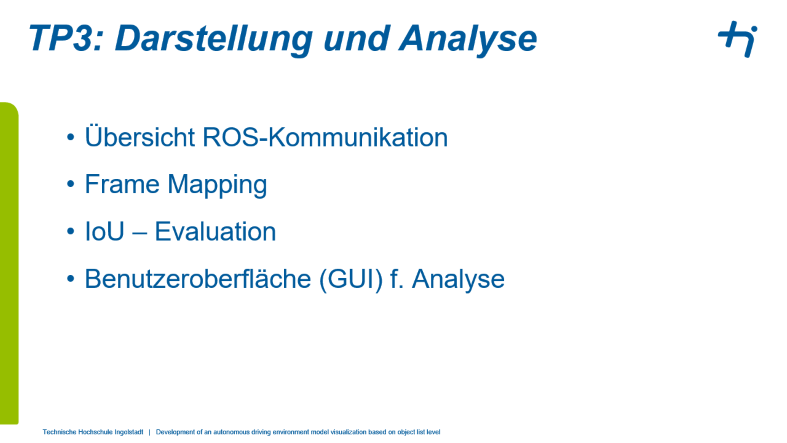 TP3: Darstellung und Analyse
• Übersicht ROS-Kommunikation
• Frame Mapping
• IoU – Evaluation
• Benutzeroberfläche (GUI) f. Analyse
Technische Hochschule Ingolstadt | Development of an autonomous driving environment model visualization based on object list level